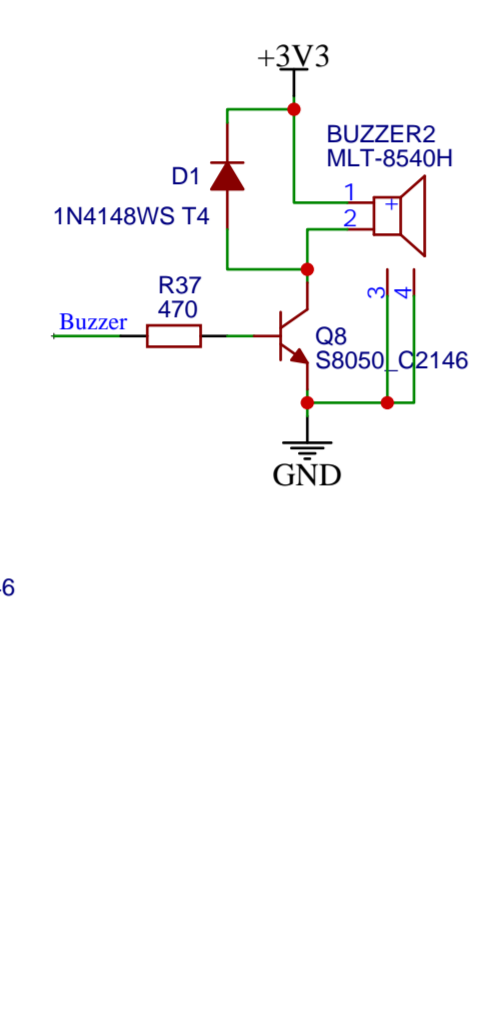 +3V3
BUZZER2
MLT-8540H
D1
1
+
2
1N4148WS T4
R37
470
3
4
Buzzer
Q8
S8050_C2146
GND